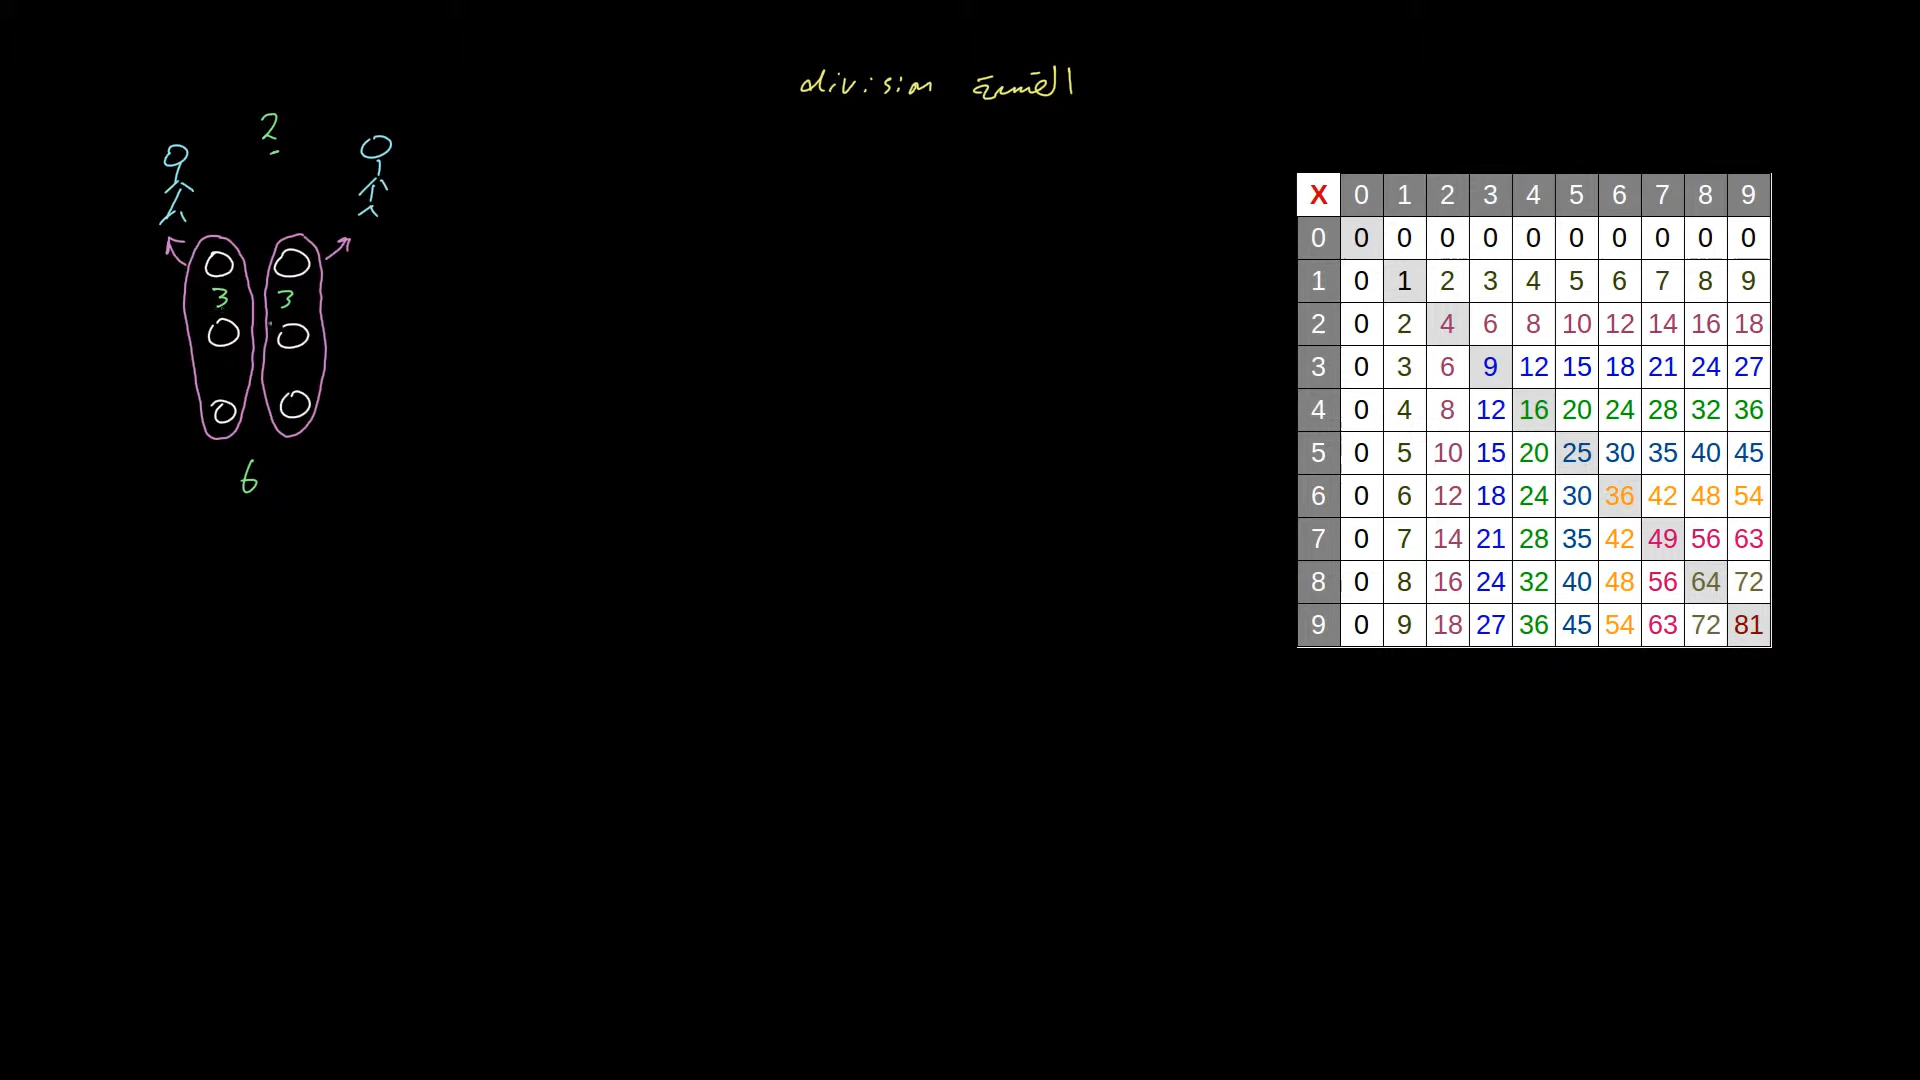 division
2
3 3
6
X 0 1 2 3 4 5 6 7 8 9
0 0 0 0 0 0 0 0 0 0 0
1 0 1 2 3 4 5 6 7 8 9
2 0 2 4 6 8 10 12 14 16 18
3 0 3 6 9 12 15 18 21 24 27
4 0 4 8 12 16 20 24 28 32 36
5 0 5 10 15 20 25 30 35 40 45
6 0 6 12 18 24 30 36 42 48 54
7 0 7 14 21 28 35 42 49 56 63
8 0 8 16 24 32 40 48 56 64 72
9 0 9 18 27 36 45 54 63 72 81